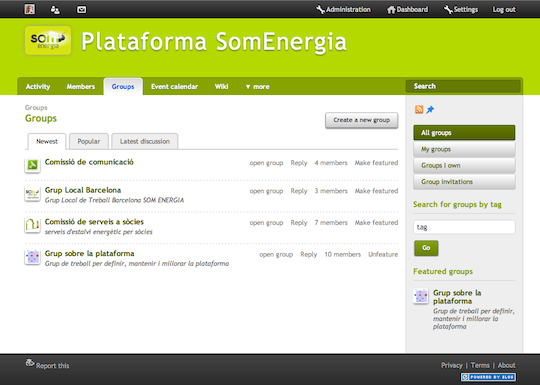 Administration Dashboard Settings Log out
som energia Plataforma SomEnergia
Activity Members Groups Event calendar Wiki ▼ more Search
Groups
Groups
Create a new group
Newest Popular Latest discussion
Comissió de comunicació open group Reply 4 members Make featured
Grup Local Barcelona open group Reply 3 members Make featured
Grup Local de Treball Barcelona SOM ENERGIA
Comissió de serveis a sòcies open group Reply 7 members Make featured
serveis d'estalvi energètic per sòcies
Grup sobre la plataforma open group Reply 10 members Unfeature
Grup de treball per definir, mantenir i millorar la plataforma
All groups
My groups
Groups I own
Group invitations
Search for groups by tag
tag
Go
Featured groups
Grup sobre la
plataforma
Grup de treball per definir,
mantenir i millorar la
plataforma
Report this
Privacy | Terms | About
POWERED BY ELGG